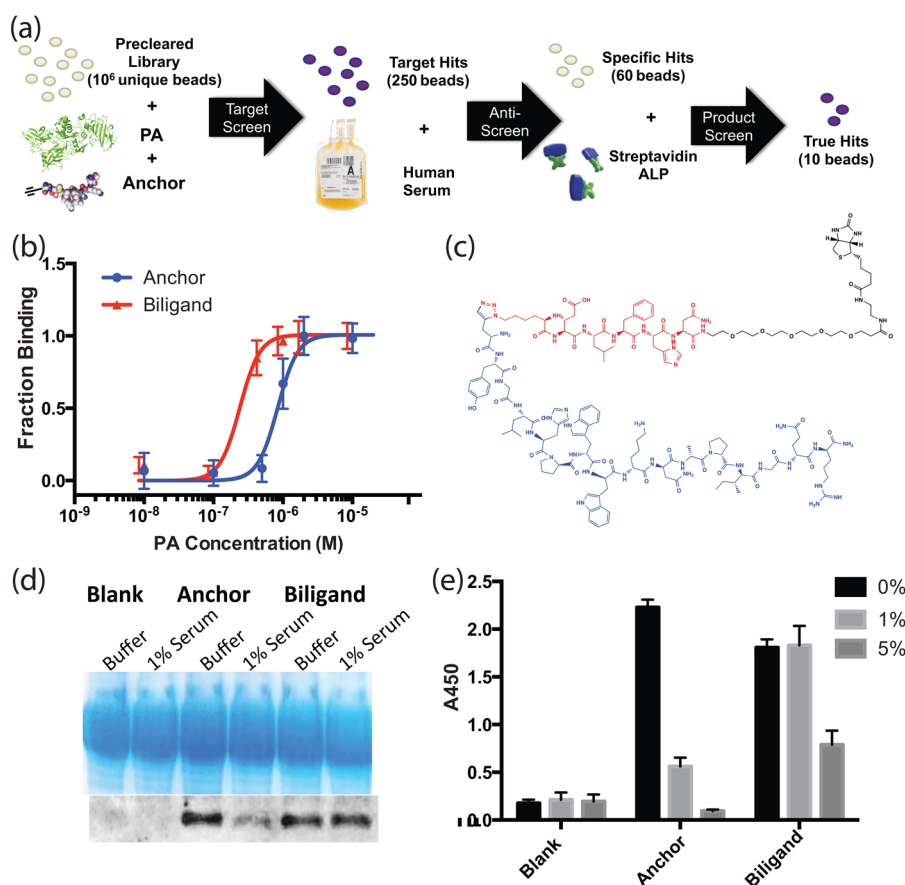 (a)
Precleared
Library
(10⁶ unique beads)
+
PA
+
Anchor
Target
Screen
Target Hits
(250 beads)
A
+
Human
Serum
Anti-
Screen
Specific Hits
(60 beads)
+
Streptavidin
ALP
Product
Screen
True Hits
(10 beads)
(b)
Anchor
Biligand
Fraction Binding
1.5
1.0
0.5
0.0
10⁻⁹
10⁻⁸
10⁻⁷
10⁻⁶
10⁻⁵
PA Concentration (M)
(c)
(d)
Blank
Anchor
Biligand
Buffer
1% Serum
Buffer
1% Serum
Buffer
1% Serum
(e)
0%
1%
5%
A450
2.5
2.0
1.5
1.0
0.5
0.0
Blank
Anchor
Biligand